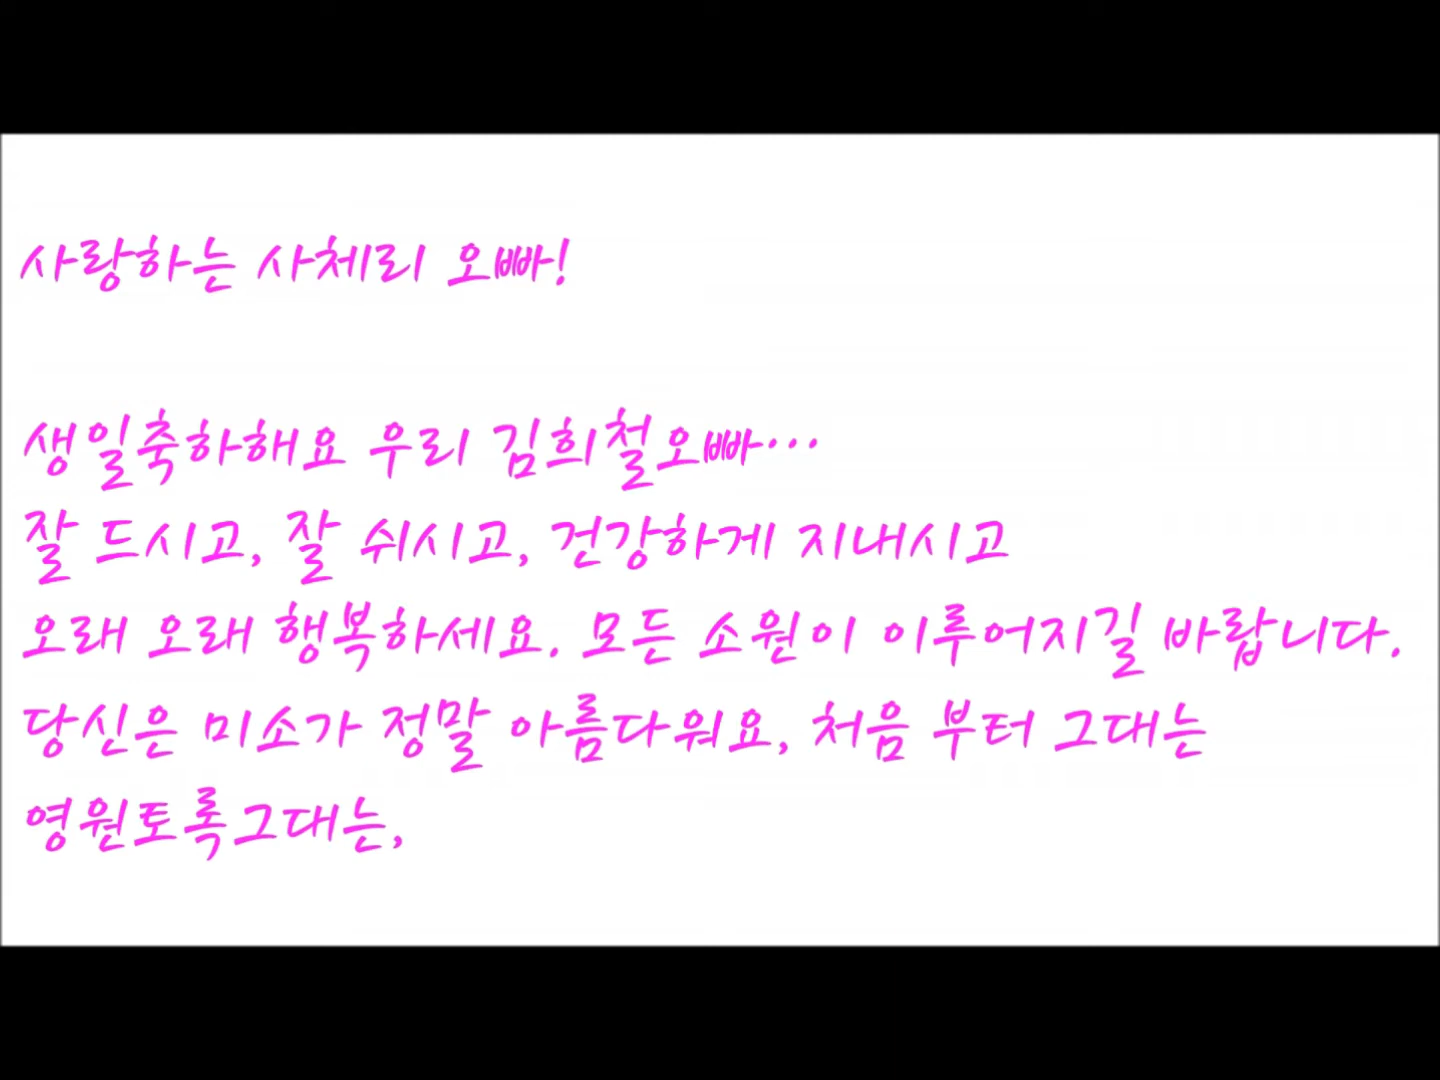 사랑하는 사체리 오빠!
생일축하해요 우리 김희철오빠…
잘 드시고, 잘 쉬시고, 건강하게 지내시고
오래 오래 행복하세요. 모든 소원이 이루어지길 바랍니다.
당신은 미소가 정말 아름다워요, 처음 부터 그대는
영원토록그대는,